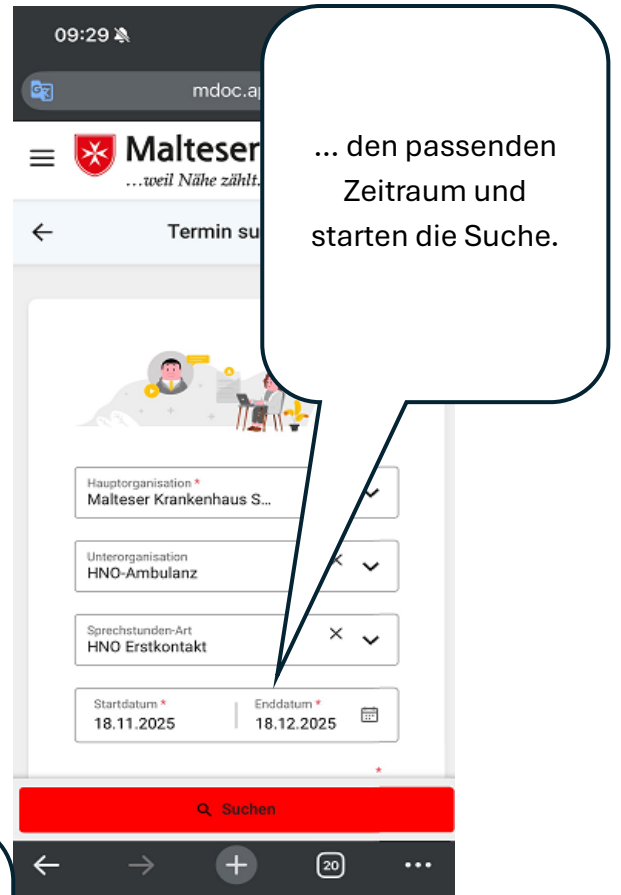 09:29
mdoc.a
Malteser
...weil Nähe zählt.
Termin su
... den passenden
Zeitraum und
starten die Suche.
Hauptorganisation *
Malteser Krankenhaus S...
Unterorganisation
HNO-Ambulanz
Sprechstunden-Art
HNO Erstkontakt
Startdatum * Enddatum *
18.11.2025 18.12.2025
*
Suchen
20